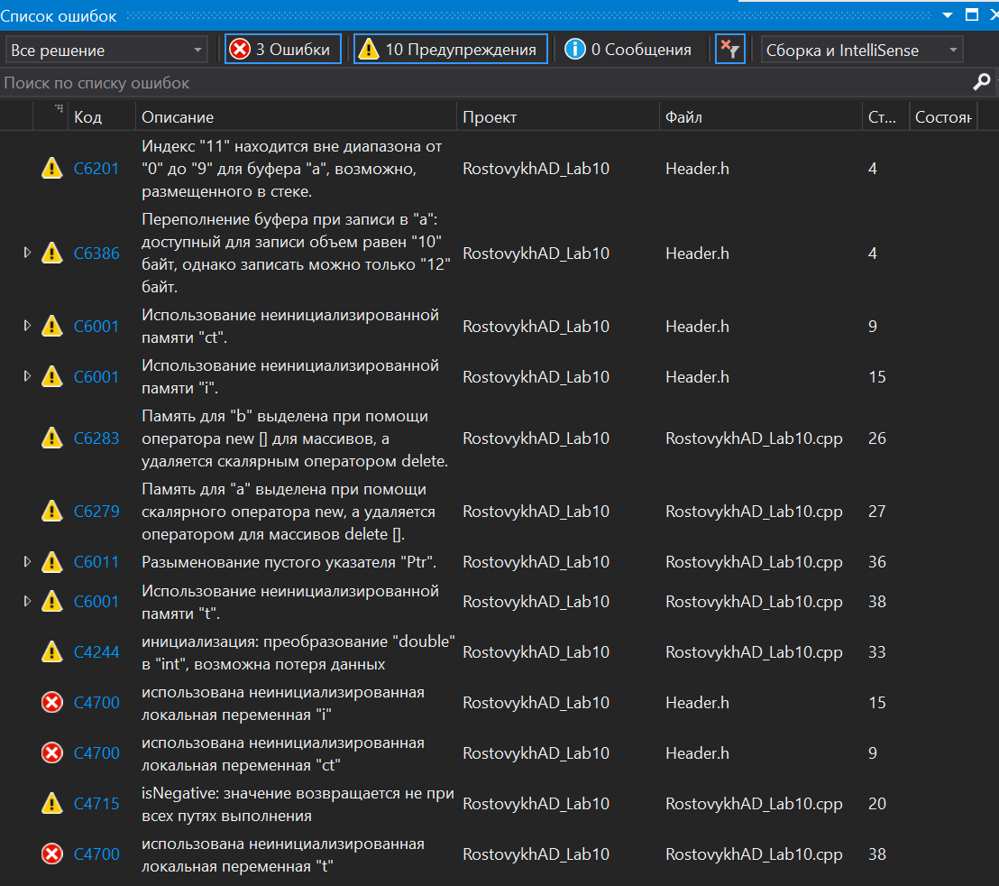 Список ошибок
Все решение 3 Ошибки 10 Предупреждения 0 Сообщения Сборка и IntelliSense
Поиск по списку ошибок
Код Описание Проект Файл Ст... Состоян
C6201 Индекс "11" находится вне диапазона от
"0" до "9" для буфера "a", возможно,
размещенного в стеке. RostovykhAD_Lab10 Header.h 4
C6386 Переполнение буфера при записи в "a":
доступный для записи объем равен "10"
байт, однако записать можно только "12"
байт. RostovykhAD_Lab10 Header.h 4
C6001 Использование неинициализированной
памяти "ct". RostovykhAD_Lab10 Header.h 9
C6001 Использование неинициализированной
памяти "i". RostovykhAD_Lab10 Header.h 15
C6283 Память для "b" выделена при помощи
оператора new [] для массивов, а
удаляется скалярным оператором delete. RostovykhAD_Lab10 RostovykhAD_Lab10.cpp 26
C6279 Память для "a" выделена при помощи
скалярного оператора new, а удаляется
оператором для массивов delete []. RostovykhAD_Lab10 RostovykhAD_Lab10.cpp 27
C6011 Разыменование пустого указателя "Ptr". RostovykhAD_Lab10 RostovykhAD_Lab10.cpp 36
C6001 Использование неинициализированной
памяти "t". RostovykhAD_Lab10 RostovykhAD_Lab10.cpp 38
C4244 инициализация: преобразование "double"
в "int", возможна потеря данных RostovykhAD_Lab10 RostovykhAD_Lab10.cpp 33
C4700 использована неинициализированная
локальная переменная "i" RostovykhAD_Lab10 Header.h 15
C4700 использована неинициализированная
локальная переменная "ct" RostovykhAD_Lab10 Header.h 9
C4715 isNegative: значение возвращается не при
всех путях выполнения RostovykhAD_Lab10 RostovykhAD_Lab10.cpp 20
C4700 использована неинициализированная
локальная переменная "t" RostovykhAD_Lab10 RostovykhAD_Lab10.cpp 38